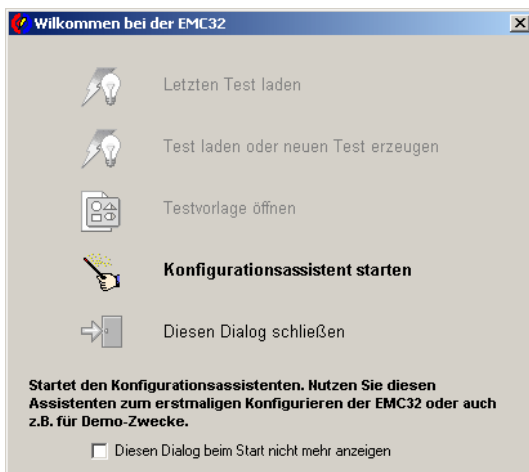 Wilkommen bei der EMC32
Letzten Test laden
Test laden oder neuen Test erzeugen
Testvorlage öffnen
Konfigurationsassistent starten
Diesen Dialog schließen
Startet den Konfigurationsassistenten. Nutzen Sie diesen
Assistenten zum erstmaligen Konfigurieren der EMC32 oder auch
z.B. für Demo-Zwecke.
Diesen Dialog beim Start nicht mehr anzeigen